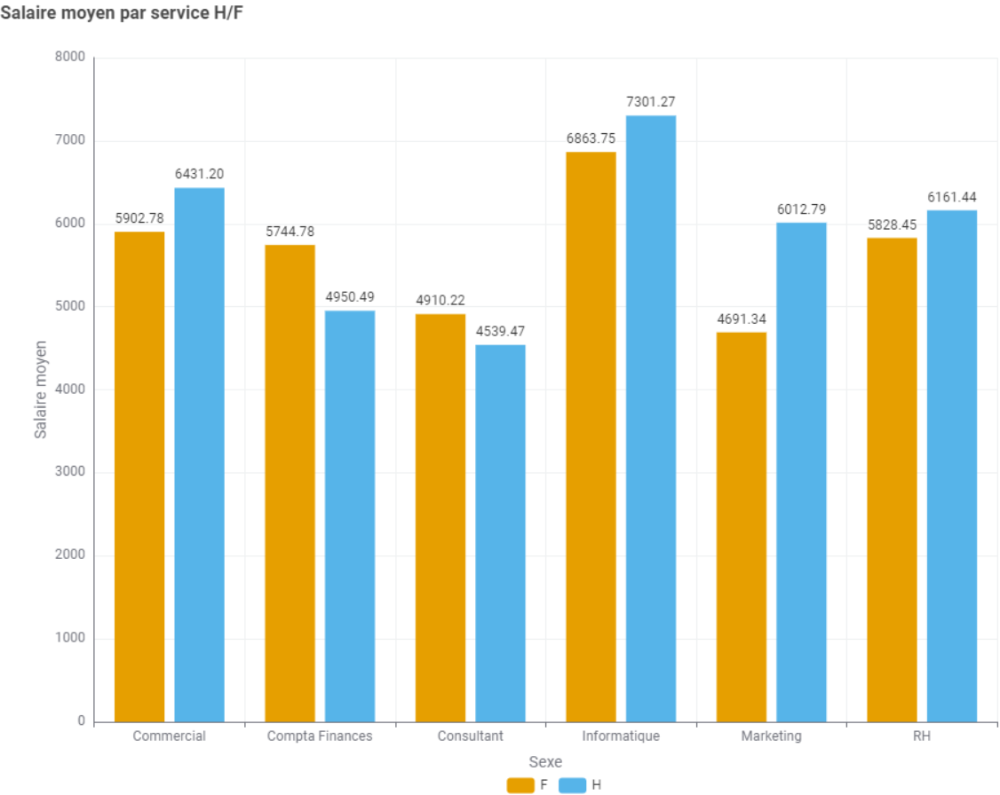 Salaire moyen par service H/F
8000
7000
6000
5000
4000
3000
2000
1000
0
Salaire moyen
5902.78
6431.20
5744.78
4950.49
4910.22
4539.47
6863.75
7301.27
4691.34
6012.79
5828.45
6161.44
Commercial
Compta Finances
Consultant
Informatique
Marketing
RH
Sexe
F
H